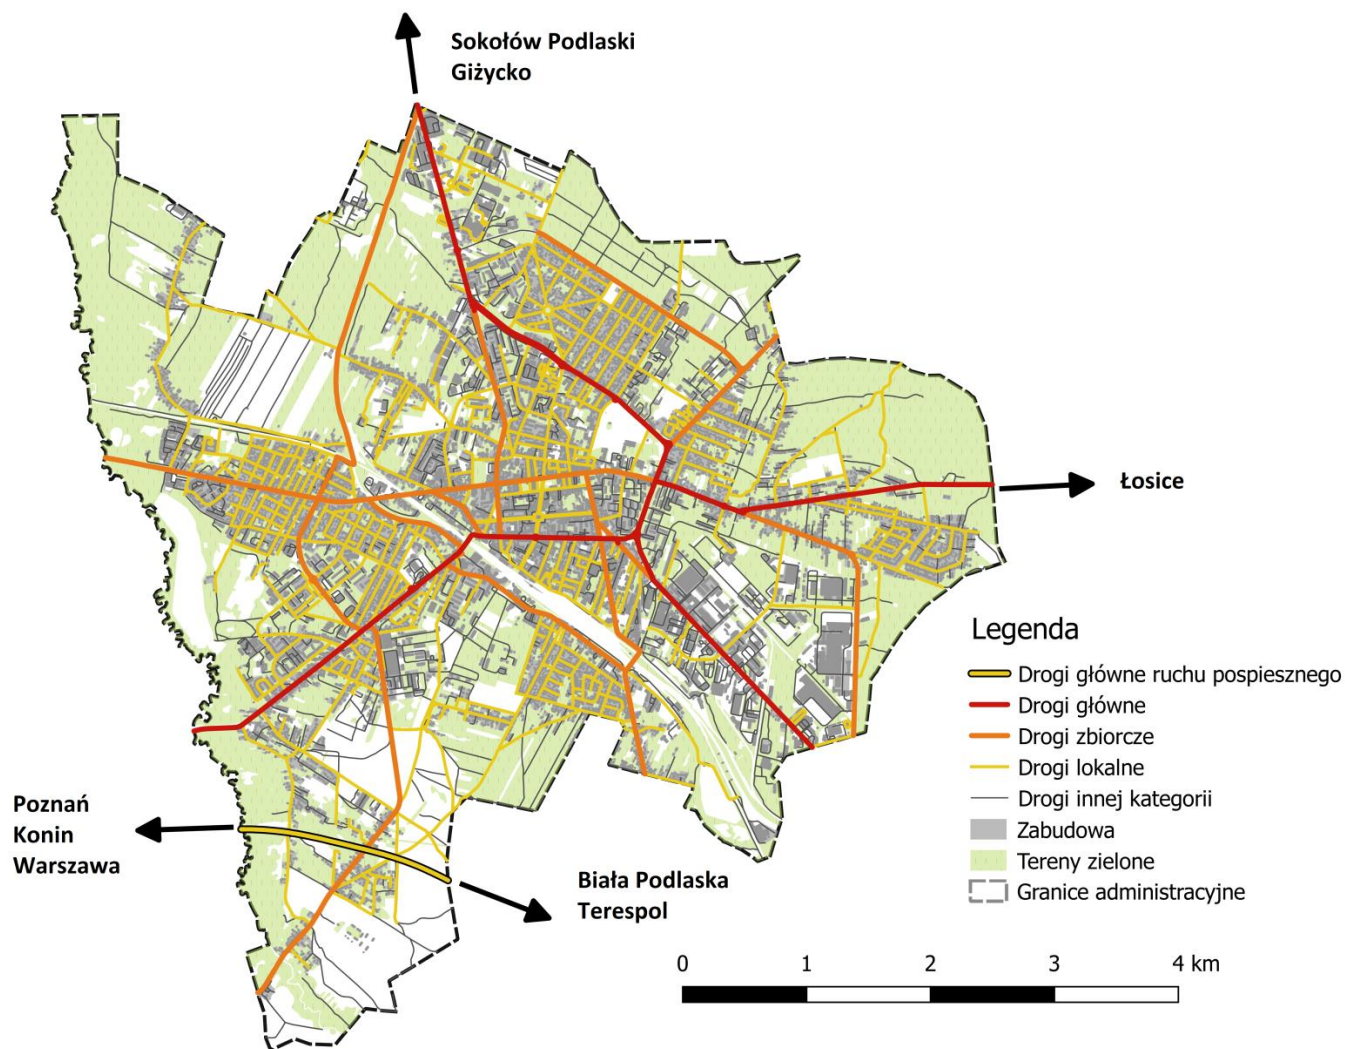 Sokołów Podlaski
Giżycko
Łosice
Poznań
Konin
Warszawa
Biała Podlaska
Terespol
Legenda
Drogi główne ruchu pospiesznego
Drogi główne
Drogi zbiorcze
Drogi lokalne
Drogi innej kategorii
Zabudowa
Tereny zielone
Granice administracyjne
0 1 2 3 4 km